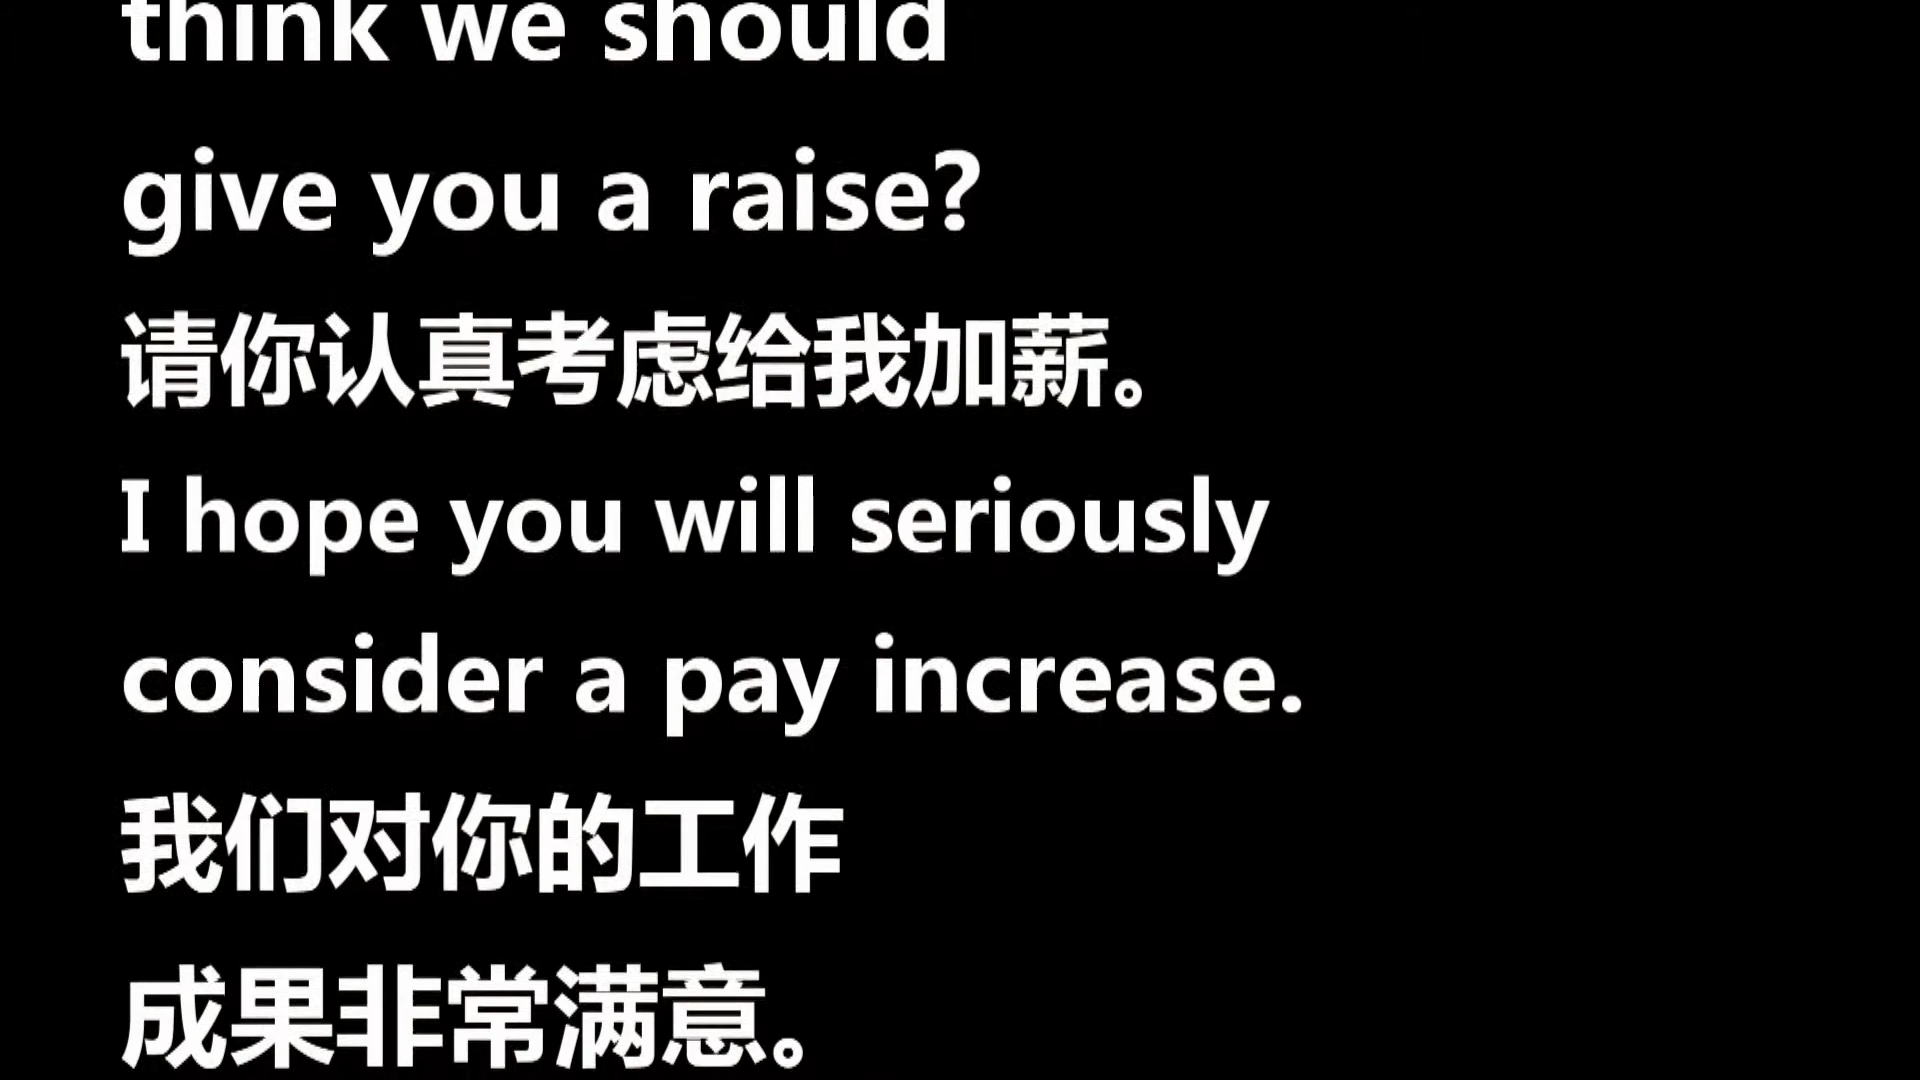 think we should
give you a raise?
请你认真考虑给我加薪。
I hope you will seriously
consider a pay increase.
我们对你的工作
成果非常满意。